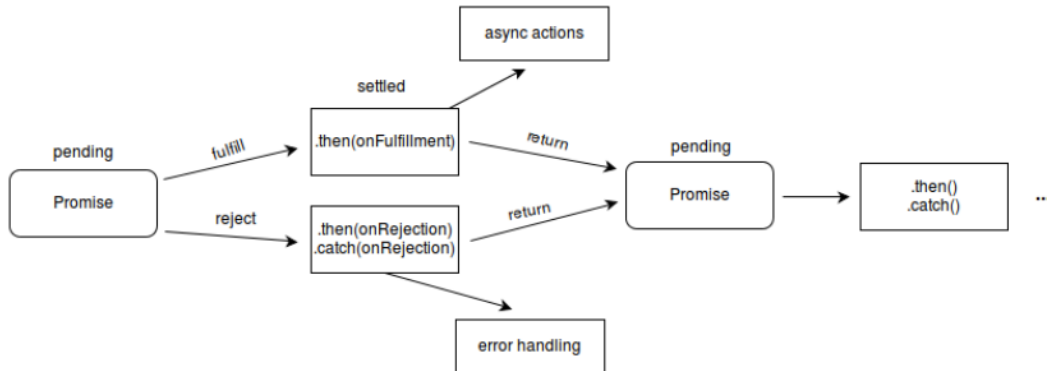 async actions
settled
.then(onFulfillment)
pending
fulfill
return
pending
Promise
reject
.then(onRejection)
.catch(onRejection)
return
Promise
.then()
.catch()
...
error handling